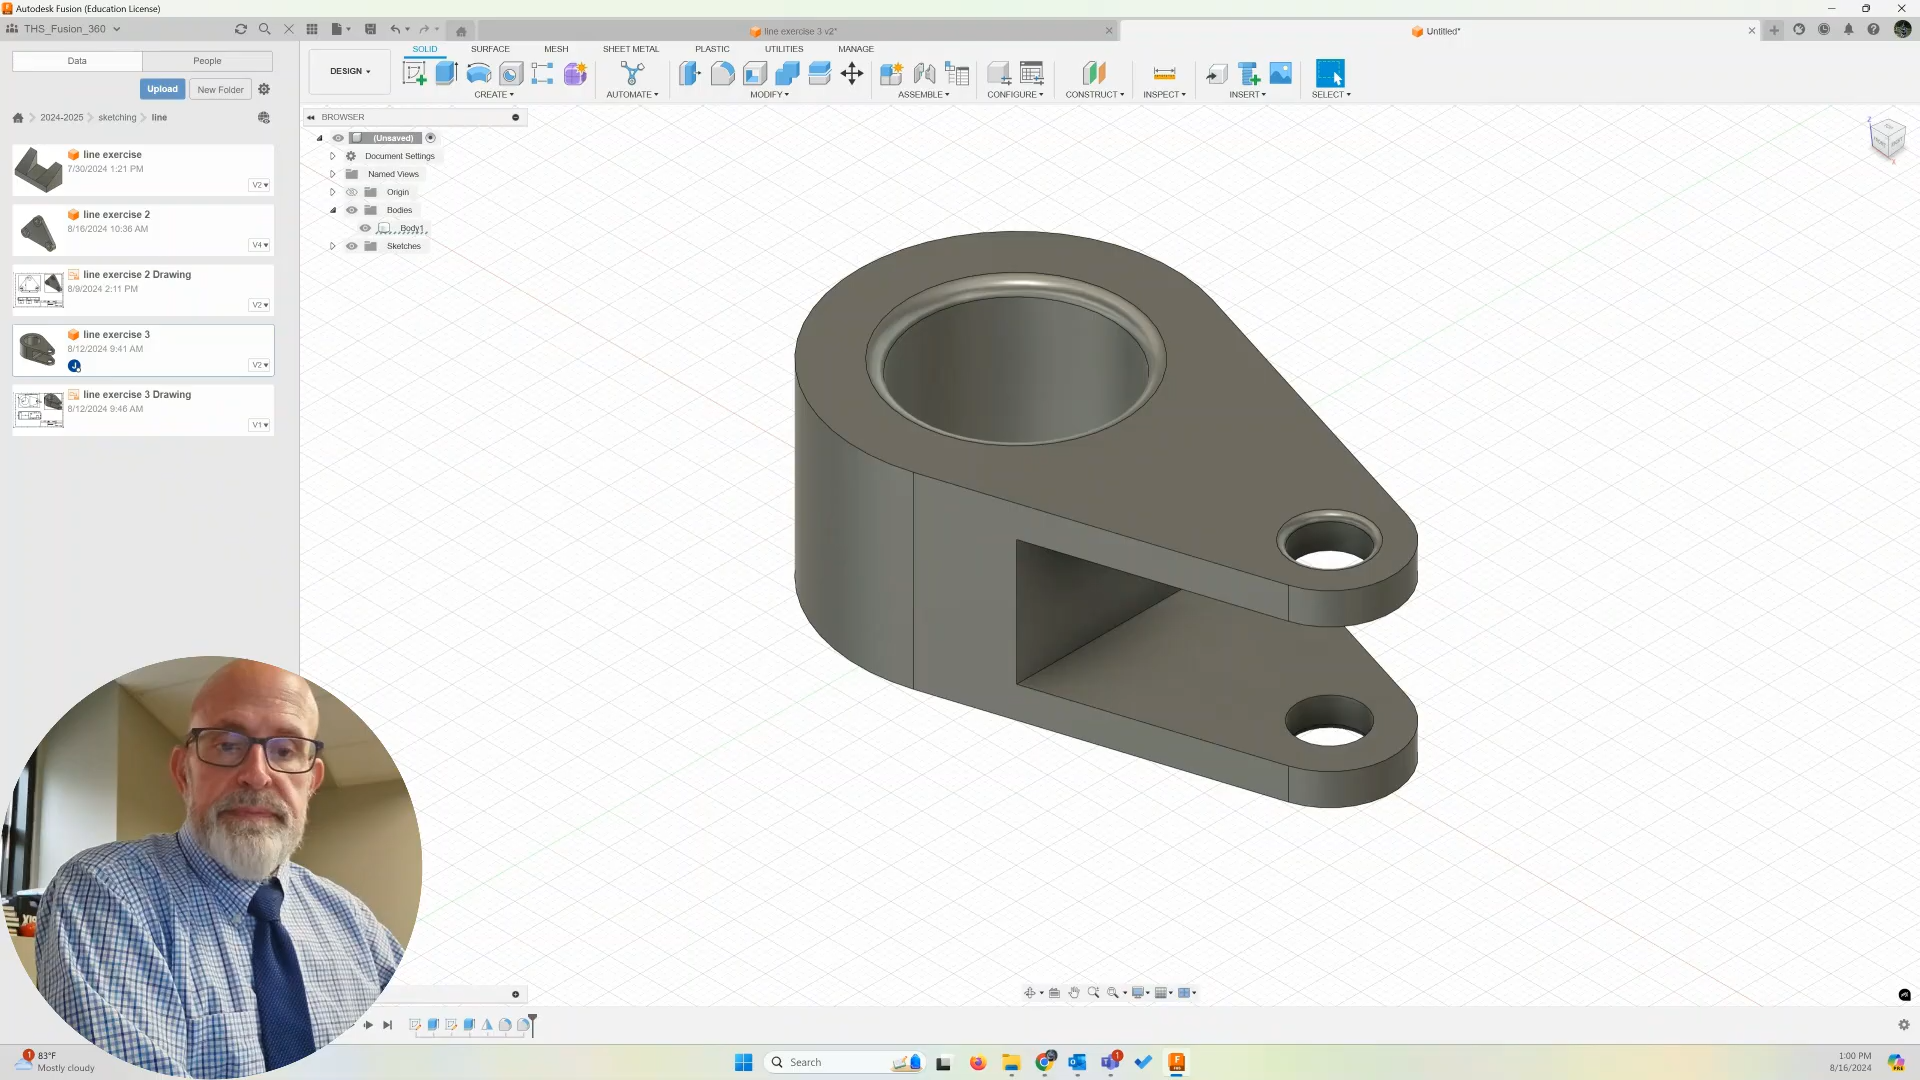 Autodesk Fusion (Education License)
THS_Fusion_360
line exercise 3 v2*
Untitled*
Data
People
Upload
New Folder
2024-2025
sketching
line
line exercise
7/30/2024 1:21 PM
V2
line exercise 2
8/16/2024 10:36 AM
V4
line exercise 2 Drawing
8/9/2024 2:11 PM
V2
line exercise 3
8/12/2024 9:41 AM
V2
line exercise 3 Drawing
8/12/2024 9:46 AM
V1
DESIGN
SOLID
SURFACE
MESH
SHEET METAL
PLASTIC
UTILITIES
MANAGE
CREATE
AUTOMATE
MODIFY
ASSEMBLE
CONFIGURE
CONSTRUCT
INSPECT
INSERT
SELECT
BROWSER
(Unsaved)
Document Settings
Named Views
Origin
Bodies
Body1
Sketches
Z
X
83°F
Mostly cloudy
Search
1:00 PM
8/16/2024